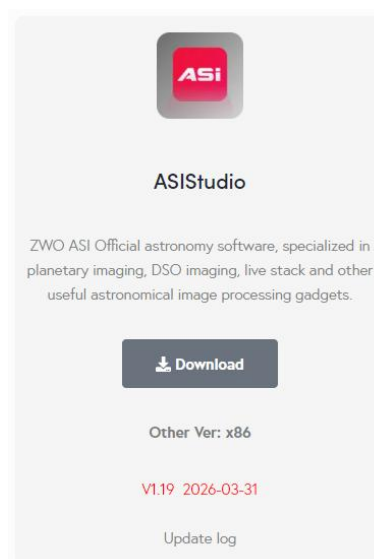 ASi
ASIStudio
ZWO ASI Official astronomy software, specialized in
planetary imaging, DSO imaging, live stack and other
useful astronomical image processing gadgets.
Download
Other Ver: x86
V1.19 2026-03-31
Update log